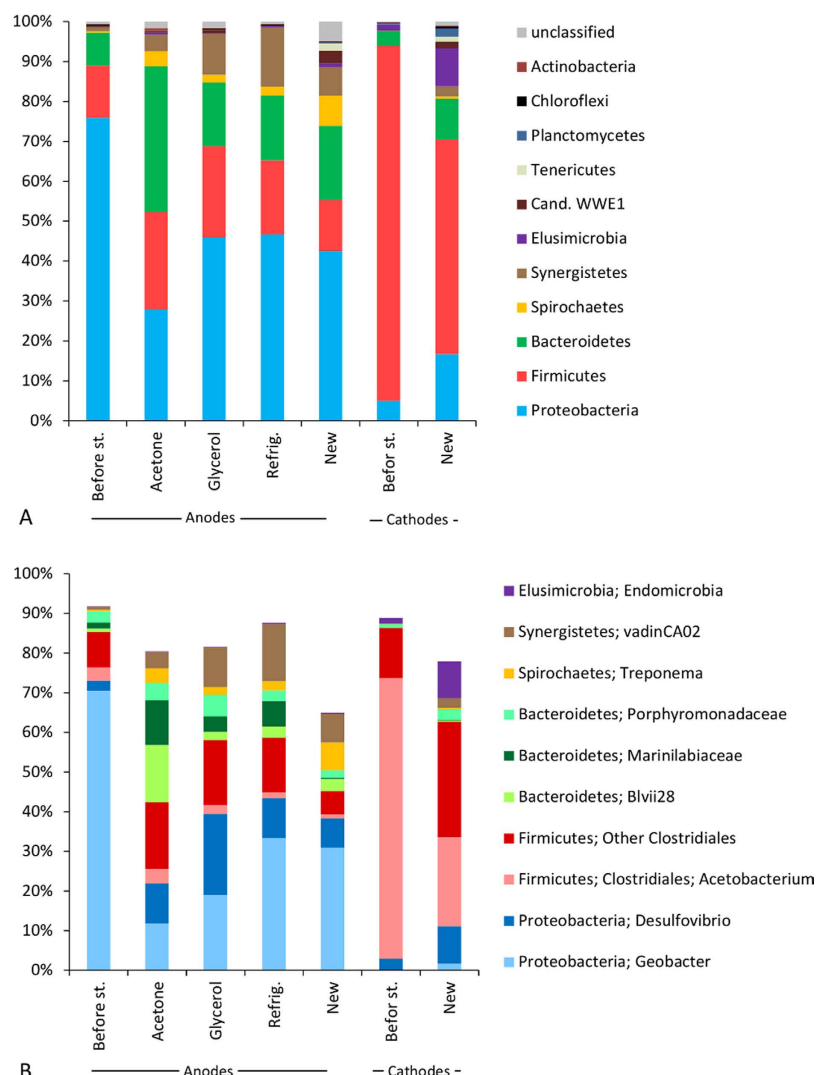 100%
90%
80%
70%
60%
50%
40%
30%
20%
10%
0%
Before st.
Acetone
Glycerol
Refrig.
New
Befor st.
New
Anodes
Cathodes
A
unclassified
Actinobacteria
Chloroflexi
Planctomycetes
Tenericutes
Cand. WWE1
Elusimicrobia
Synergistetes
Spirochaetes
Bacteroidetes
Firmicutes
Proteobacteria
100%
90%
80%
70%
60%
50%
40%
30%
20%
10%
0%
Before st.
Acetone
Glycerol
Refrig.
New
Befor st.
New
Anodes
Cathodes
B
Elusimicrobia; Endomicrobia
Synergistetes; vadinCA02
Spirochaetes; Treponema
Bacteroidetes; Porphyromonadaceae
Bacteroidetes; Marinilabiaceae
Bacteroidetes; Blvii28
Firmicutes; Other Clostridiales
Firmicutes; Clostridiales; Acetobacterium
Proteobacteria; Desulfovibrio
Proteobacteria; Geobacter